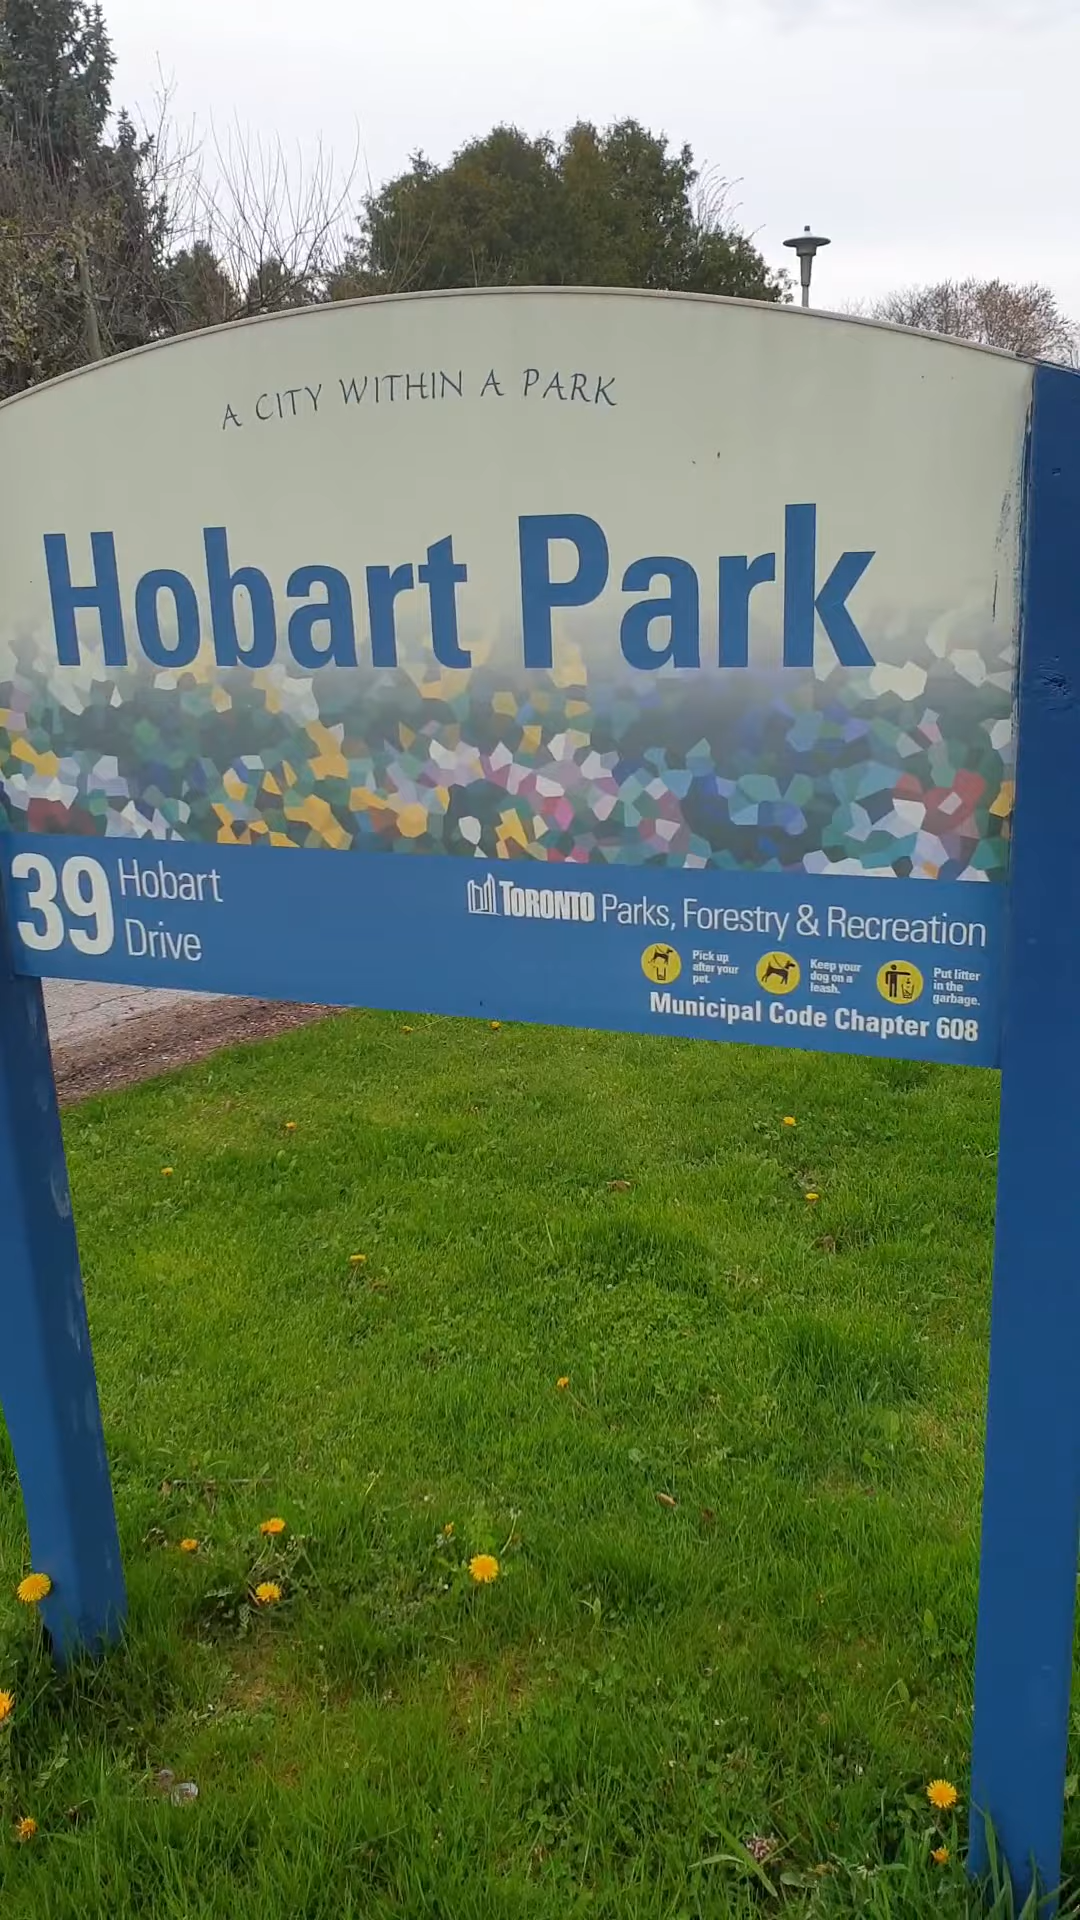 A CITY WITHIN A PARK
Hobart Park
39 Hobart
Drive
TORONTO Parks, Forestry & Recreation
Pick up
after your
pet.
Keep your
dog on a
leash.
Put litter
in the
garbage.
Municipal Code Chapter 608